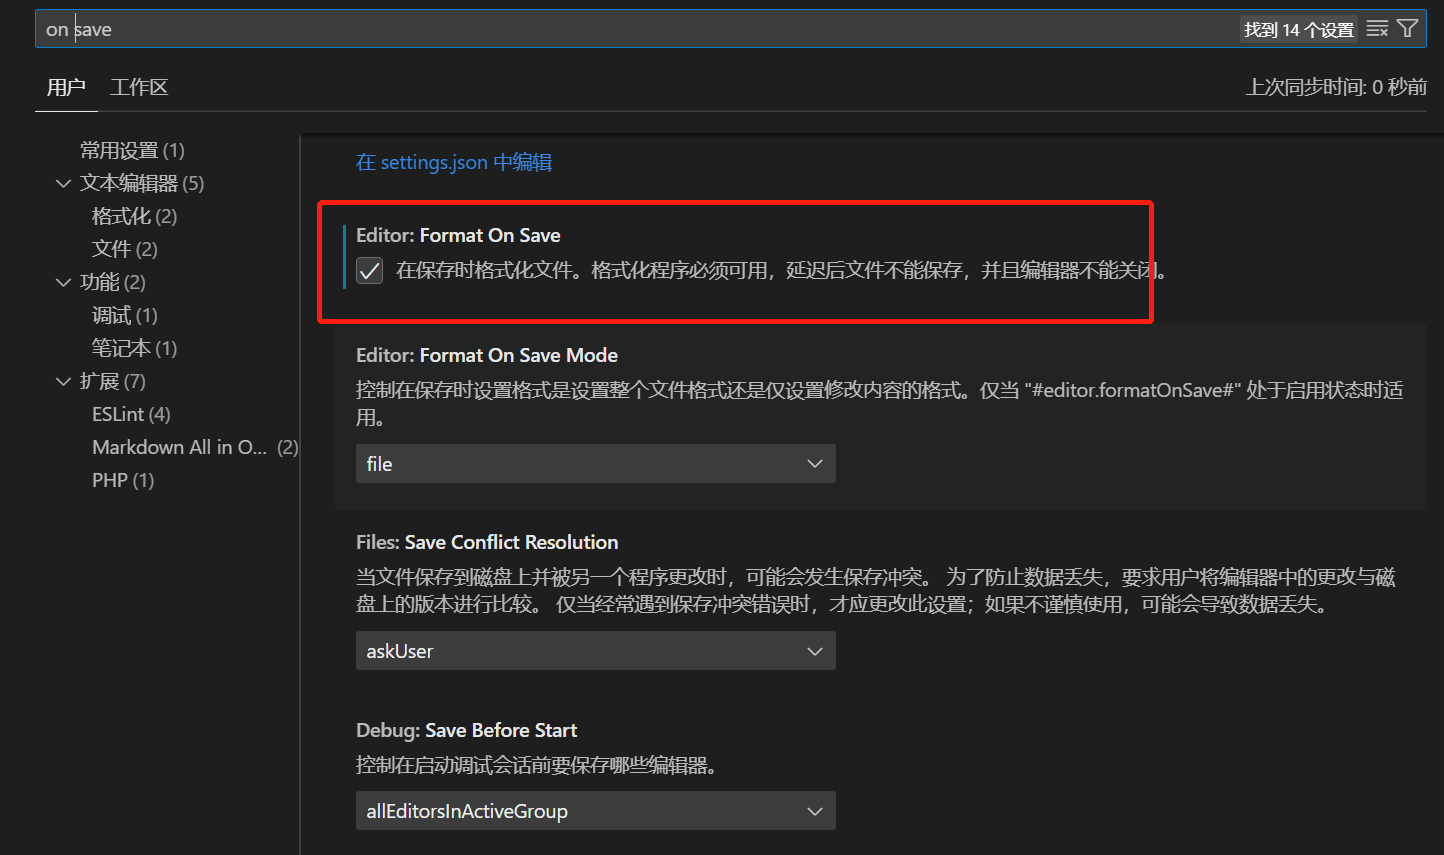 on save
找到 14 个设置
用户
工作区
上次同步时间: 0 秒前
常用设置 (1)
文本编辑器 (5)
格式化 (2)
文件 (2)
功能 (2)
调试 (1)
笔记本 (1)
扩展 (7)
ESLint (4)
Markdown All in O... (2)
PHP (1)
在 settings.json 中编辑
Editor: Format On Save
在保存时格式化文件。格式化程序必须可用，延迟后文件不能保存，并且编辑器不能关闭。
Editor: Format On Save Mode
控制在保存时设置格式是设置整个文件格式还是仅设置修改内容的格式。仅当 "#editor.formatOnSave#" 处于启用状态时适
用。
file
Files: Save Conflict Resolution
当文件保存到磁盘上并被另一个程序更改时，可能会发生保存冲突。 为了防止数据丢失，要求用户将编辑器中的更改与磁
盘上的版本进行比较。 仅当经常遇到保存冲突错误时，才应更改此设置；如果不谨慎使用，可能会导致数据丢失。
askUser
Debug: Save Before Start
控制在启动调试会话前要保存哪些编辑器。
allEditorsInActiveGroup